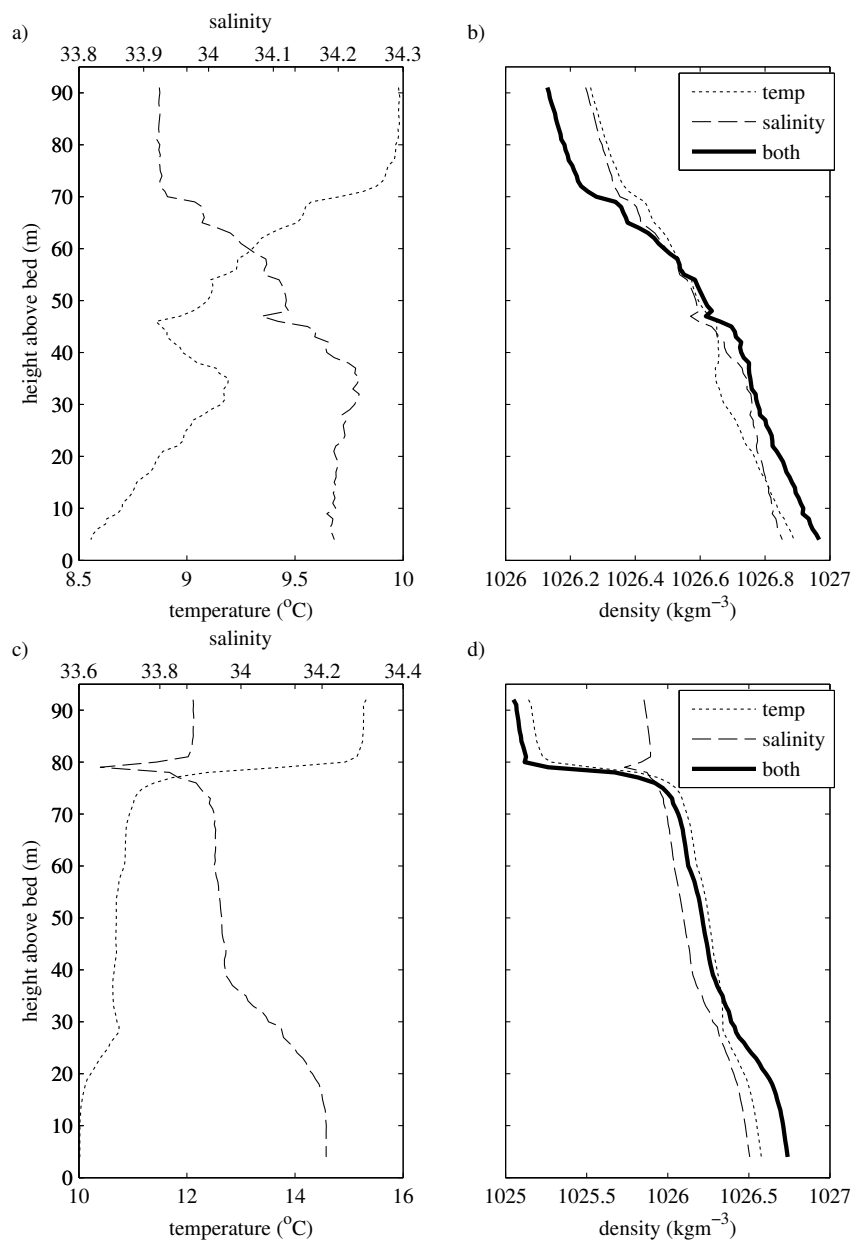 a)
salinity
33.8 33.9 34 34.1 34.2 34.3
90
80
70
60
50
40
30
20
10
0
height above bed (m)
8.5 9 9.5 10
temperature (°C)
b)
temp
salinity
both
1026 1026.2 1026.4 1026.6 1026.8 1027
density (kgm⁻³)
c)
salinity
33.6 33.8 34 34.2 34.4
90
80
70
60
50
40
30
20
10
0
height above bed (m)
10 12 14 16
temperature (°C)
d)
temp
salinity
both
1025 1025.5 1026 1026.5 1027
density (kgm⁻³)